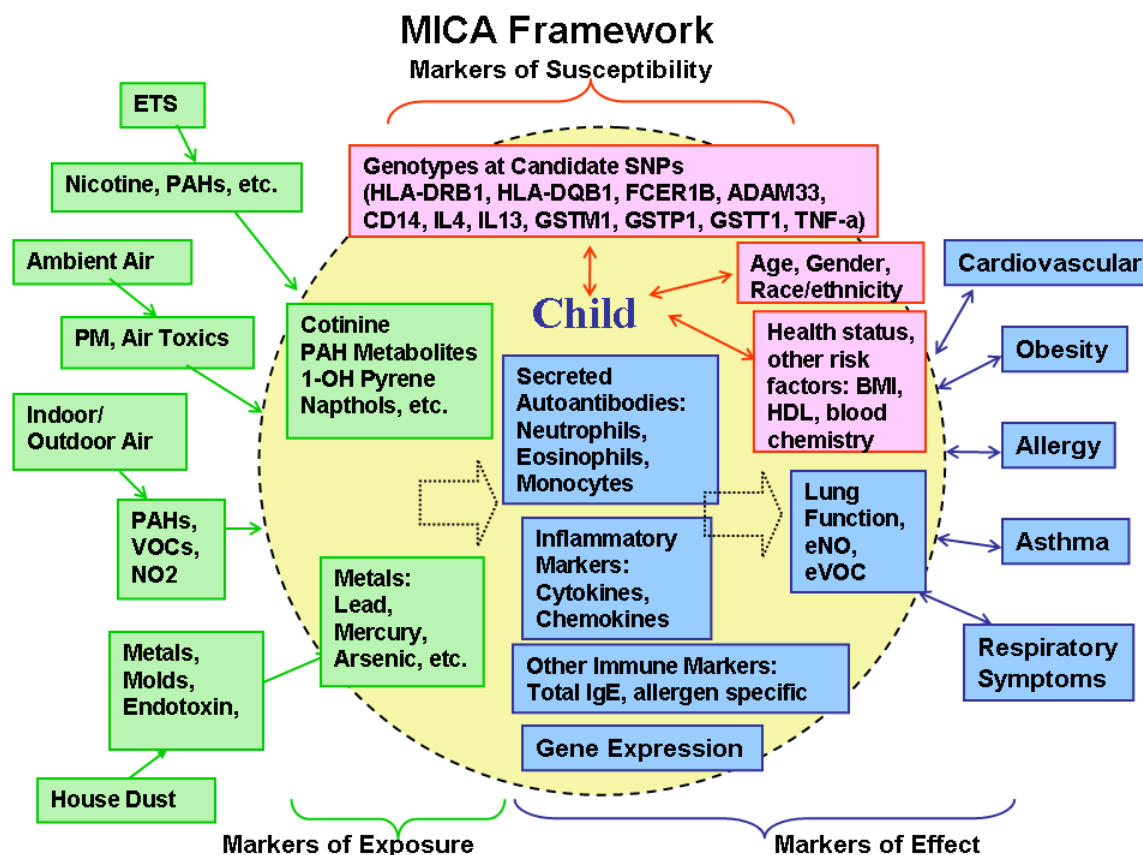 MICA Framework
Markers of Susceptibility
ETS
Nicotine, PAHs, etc.
Ambient Air
PM, Air Toxics
Indoor/
Outdoor Air
PAHs,
VOCs,
NO2
Metals,
Molds,
Endotoxin,
House Dust
Genotypes at Candidate SNPs
(HLA-DRB1, HLA-DQB1, FCER1B, ADAM33,
CD14, IL4, IL13, GSTM1, GSTP1, GSTT1, TNF-a)
Child
Age, Gender,
Race/ethnicity
Health status,
other risk
factors: BMI,
HDL, blood
chemistry
Cotinine
PAH Metabolites
1-OH Pyrene
Napthols, etc.
Metals:
Lead,
Mercury,
Arsenic, etc.
Secreted
Autoantibodies:
Neutrophils,
Eosinophils,
Monocytes
Inflammatory
Markers:
Cytokines,
Chemokines
Other Immune Markers:
Total IgE, allergen specific
Gene Expression
Lung
Function,
eNO,
eVOC
Cardiovascular
Obesity
Allergy
Asthma
Respiratory
Symptoms
Markers of Exposure
Markers of Effect